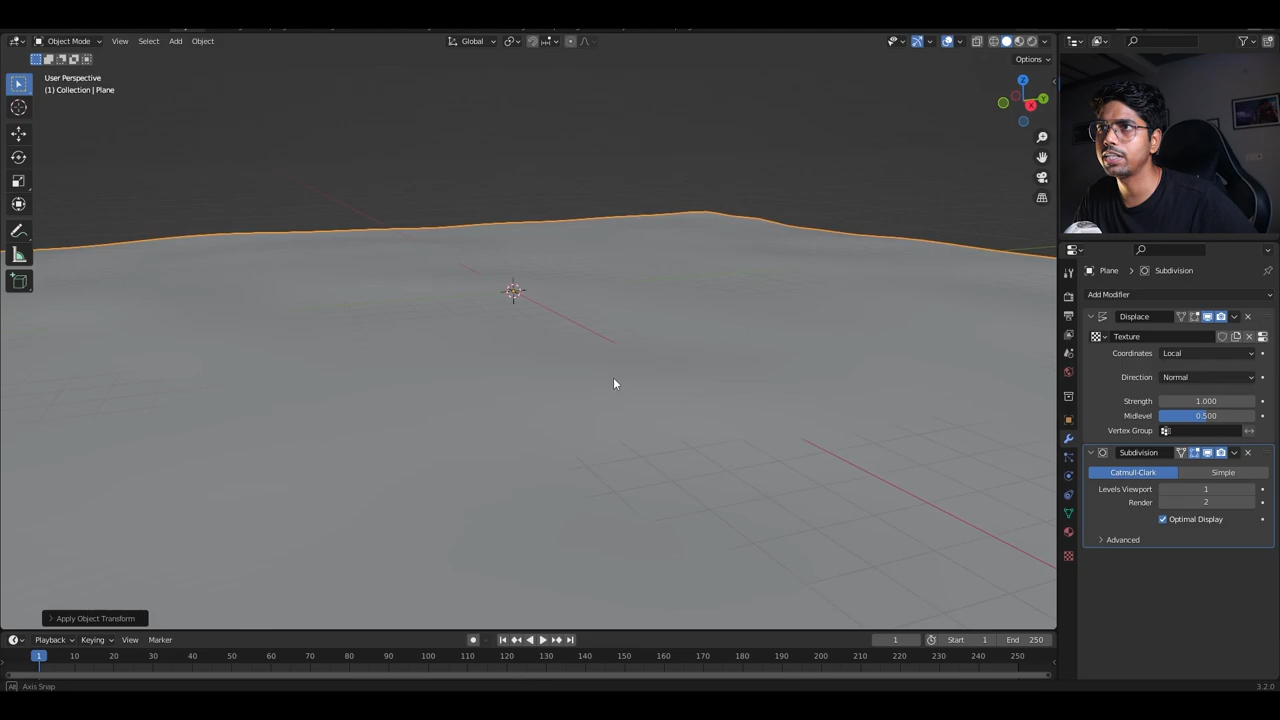 Object Mode View Select Add Object Global
Options
User Perspective
(1) Collection | Plane
Z
Y
X
Plane > Subdivision
Add Modifier
Displace
Texture
Coordinates Local
Direction Normal
Strength 1.000
Midlevel 0.500
Vertex Group
Subdivision
Catmull-Clark Simple
Levels Viewport 1
Render 2
Optimal Display
> Advanced
> Apply Object Transform
Playback Keying View Marker 1 Start 1 End 250
1 10 20 30 40 50 60 70 80 90 100 110 120 130 140 150 160 170 180 190 200 210 220 230 240 250
Alt Axis Snap 3.2.0